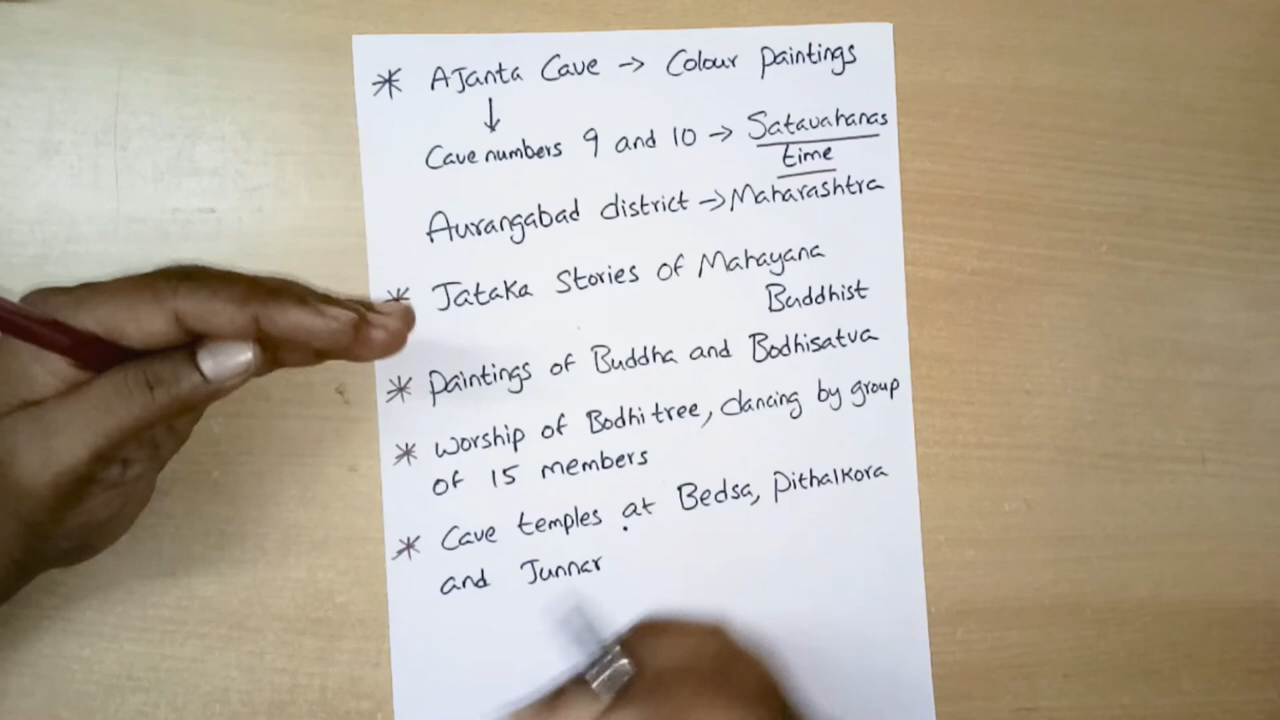 * AJanta Cave → Colour Paintings
↓
Cave numbers 9 and 10 → Satavahanas
time
Aurangabad district → Maharashtra
* Jataka Stories of Mahayana
Buddhist
* Paintings of Buddha and Bodhisatva
* worship of Bodhi tree, dancing by group
of 15 members
* Cave temples at Bedsa, Pithalkora
and Junnar